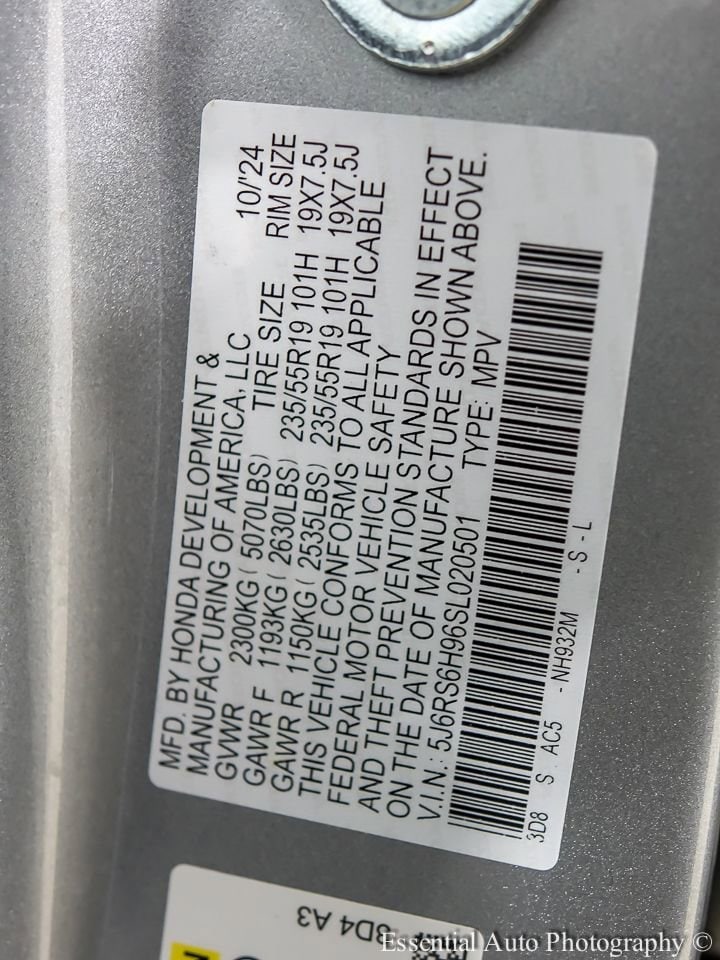 MFD. BY HONDA DEVELOPMENT &
MANUFACTURING OF AMERICA, LLC 10/'24
GVWR 2300KG ( 5070LBS) TIRE SIZE RIM SIZE
GAWR F 1193KG ( 2630LBS) 235/55R19 101H 19X7.5J
GAWR R 1150KG ( 2535LBS) 235/55R19 101H 19X7.5J
THIS VEHICLE CONFORMS TO ALL APPLICABLE
FEDERAL MOTOR VEHICLE SAFETY
AND THEFT PREVENTION STANDARDS IN EFFECT
ON THE DATE OF MANUFACTURE SHOWN ABOVE.
V.I.N.: 5J6RS6H96SL020501 TYPE: MPV
3D8 S AC5 -NH932M - S - L
3D4 A3
Essential Auto Photography ©